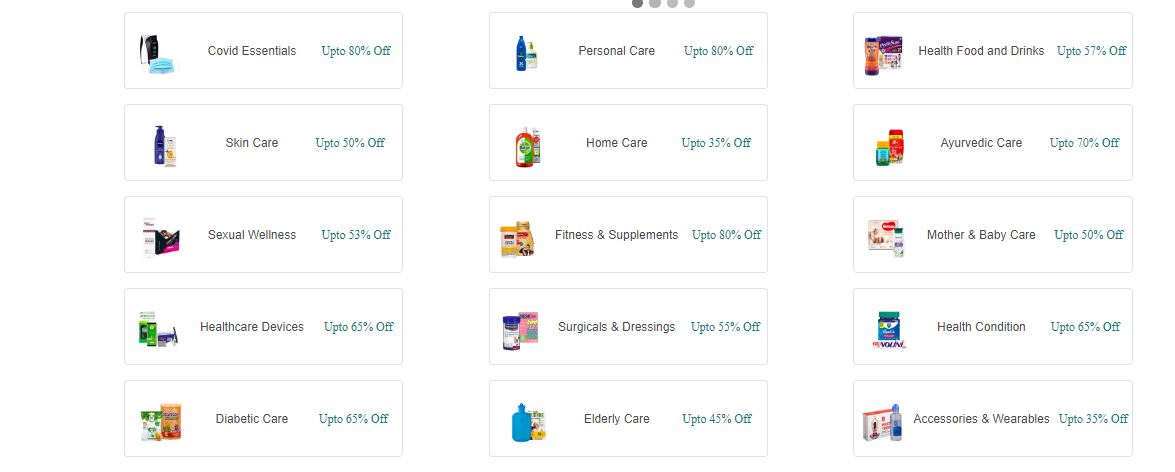 Covid Essentials Upto 80% Off
Personal Care Upto 80% Off
Health Food and Drinks Upto 57% Off
Skin Care Upto 50% Off
Home Care Upto 35% Off
Ayurvedic Care Upto 70% Off
Sexual Wellness Upto 53% Off
Fitness & Supplements Upto 80% Off
Mother & Baby Care Upto 50% Off
Healthcare Devices Upto 65% Off
Surgicals & Dressings Upto 55% Off
Health Condition Upto 65% Off
Diabetic Care Upto 65% Off
Elderly Care Upto 45% Off
Accessories & Wearables Upto 35% Off